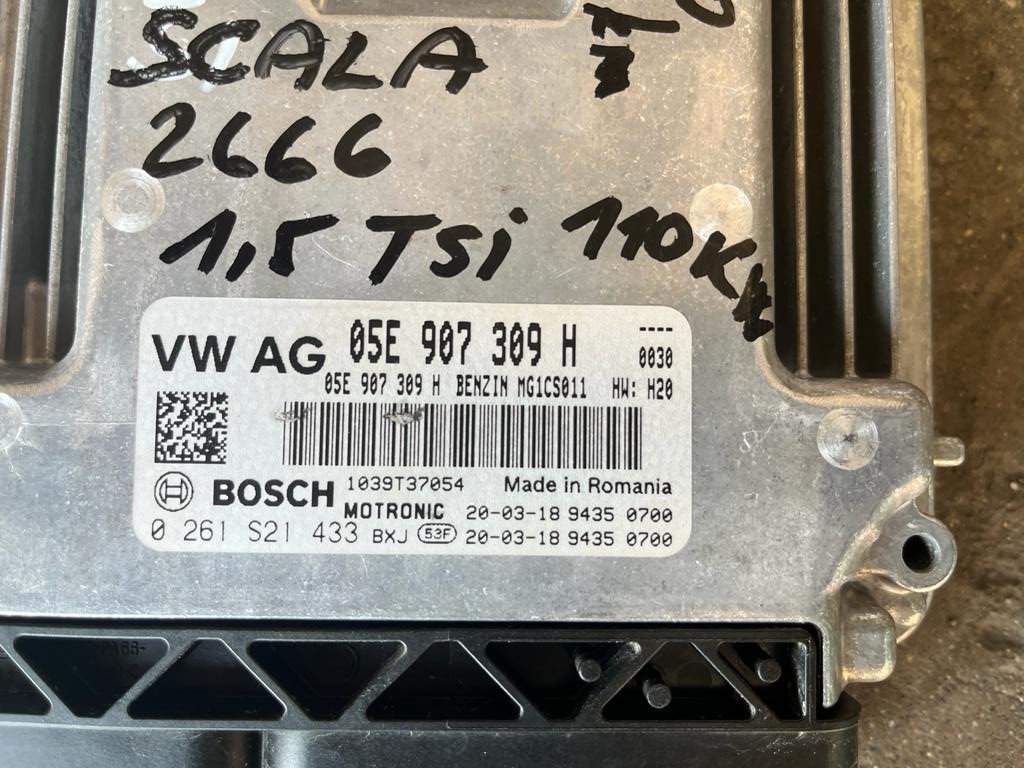 SCALA
2666
1,5 TSi 110KW
VW AG 05E 907 309 H ----
0030
05E 907 309 H BENZIN MG1CS011 HW: H20
BOSCH 1039T37054 Made in Romania
MOTRONIC 20-03-18 9435 0700
0 261 S21 433 BXJ 53F 20-03-18 9435 0700